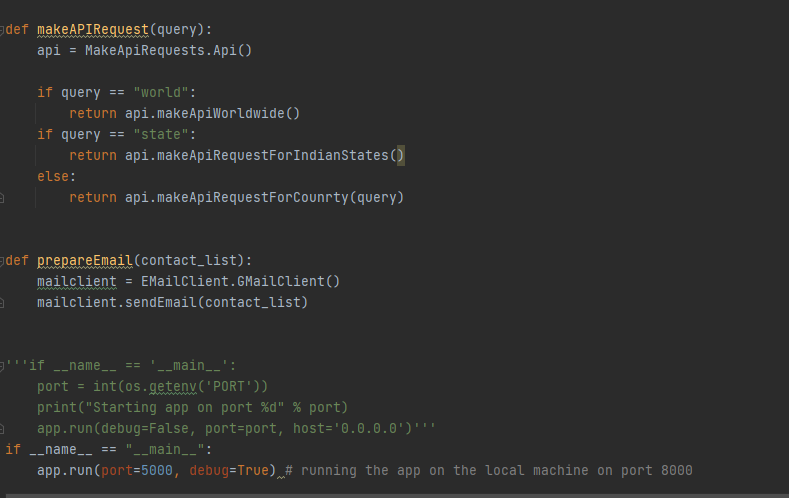 def makeAPIRequest(query):
    api = MakeApiRequests.Api()

    if query == "world":
        return api.makeApiWorldwide()
    if query == "state":
        return api.makeApiRequestForIndianStates()
    else:
        return api.makeApiRequestForCounrty(query)


def prepareEmail(contact_list):
    mailclient = EMailClient.GMailClient()
    mailclient.sendEmail(contact_list)


'''if __name__ == '__main__':
    port = int(os.getenv('PORT'))
    print("Starting app on port %d" % port)
    app.run(debug=False, port=port, host='0.0.0.0')'''
if __name__ == "__main__":
    app.run(port=5000, debug=True) # running the app on the local machine on port 8000